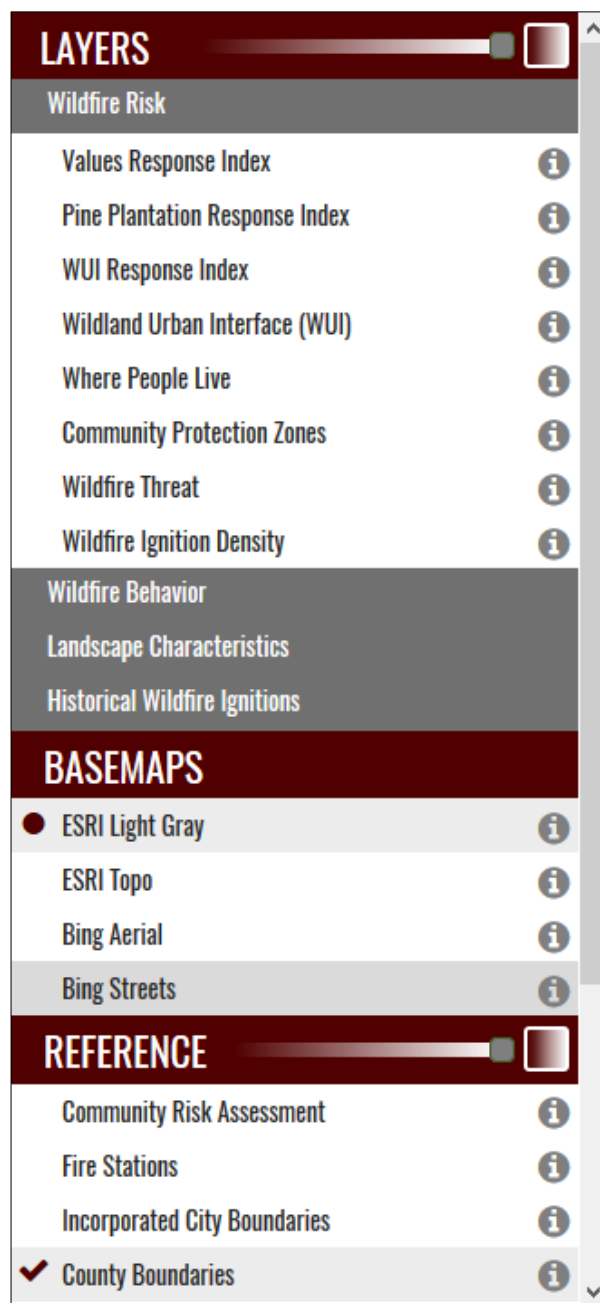 LAYERS
Wildfire Risk
Values Response Index
Pine Plantation Response Index
WUI Response Index
Wildland Urban Interface (WUI)
Where People Live
Community Protection Zones
Wildfire Threat
Wildfire Ignition Density
Wildfire Behavior
Landscape Characteristics
Historical Wildfire Ignitions
BASEMAPS
ESRI Light Gray
ESRI Topo
Bing Aerial
Bing Streets
REFERENCE
Community Risk Assessment
Fire Stations
Incorporated City Boundaries
County Boundaries